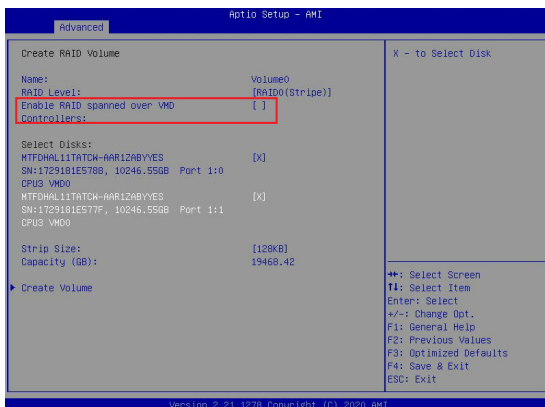 Aptio Setup - AMI
Advanced
Create RAID Volume
Name: Volume0
RAID Level: [RAID0(Stripe)]
Enable RAID spanned over VMD [ ]
Controllers:
Select Disks:
MTFDHAL11TATCW-AAR1ZABYYES [X]
SN:1729181E5788, 10246.55GB Port 1:0
CPU3 VMD0
MTFDHAL11TATCW-AAR1ZABYYES [X]
SN:1729181E577F, 10246.55GB Port 1:1
CPU3 VMD0
Strip Size: [128KB]
Capacity (GB): 19468.42
Create Volume
X - to Select Disk
→←: Select Screen
↑↓: Select Item
Enter: Select
+/-: Change Opt.
F1: General Help
F2: Previous Values
F3: Optimized Defaults
F4: Save & Exit
ESC: Exit
Version 2.21.1278 Copyright (C) 2020 AMI